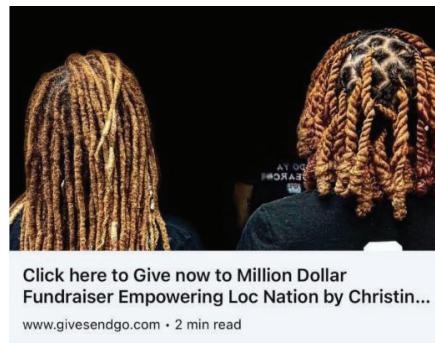 Click here to Give now to Million Dollar
Fundraiser Empowering Loc Nation by Christin...
www.givesendgo.com • 2 min read